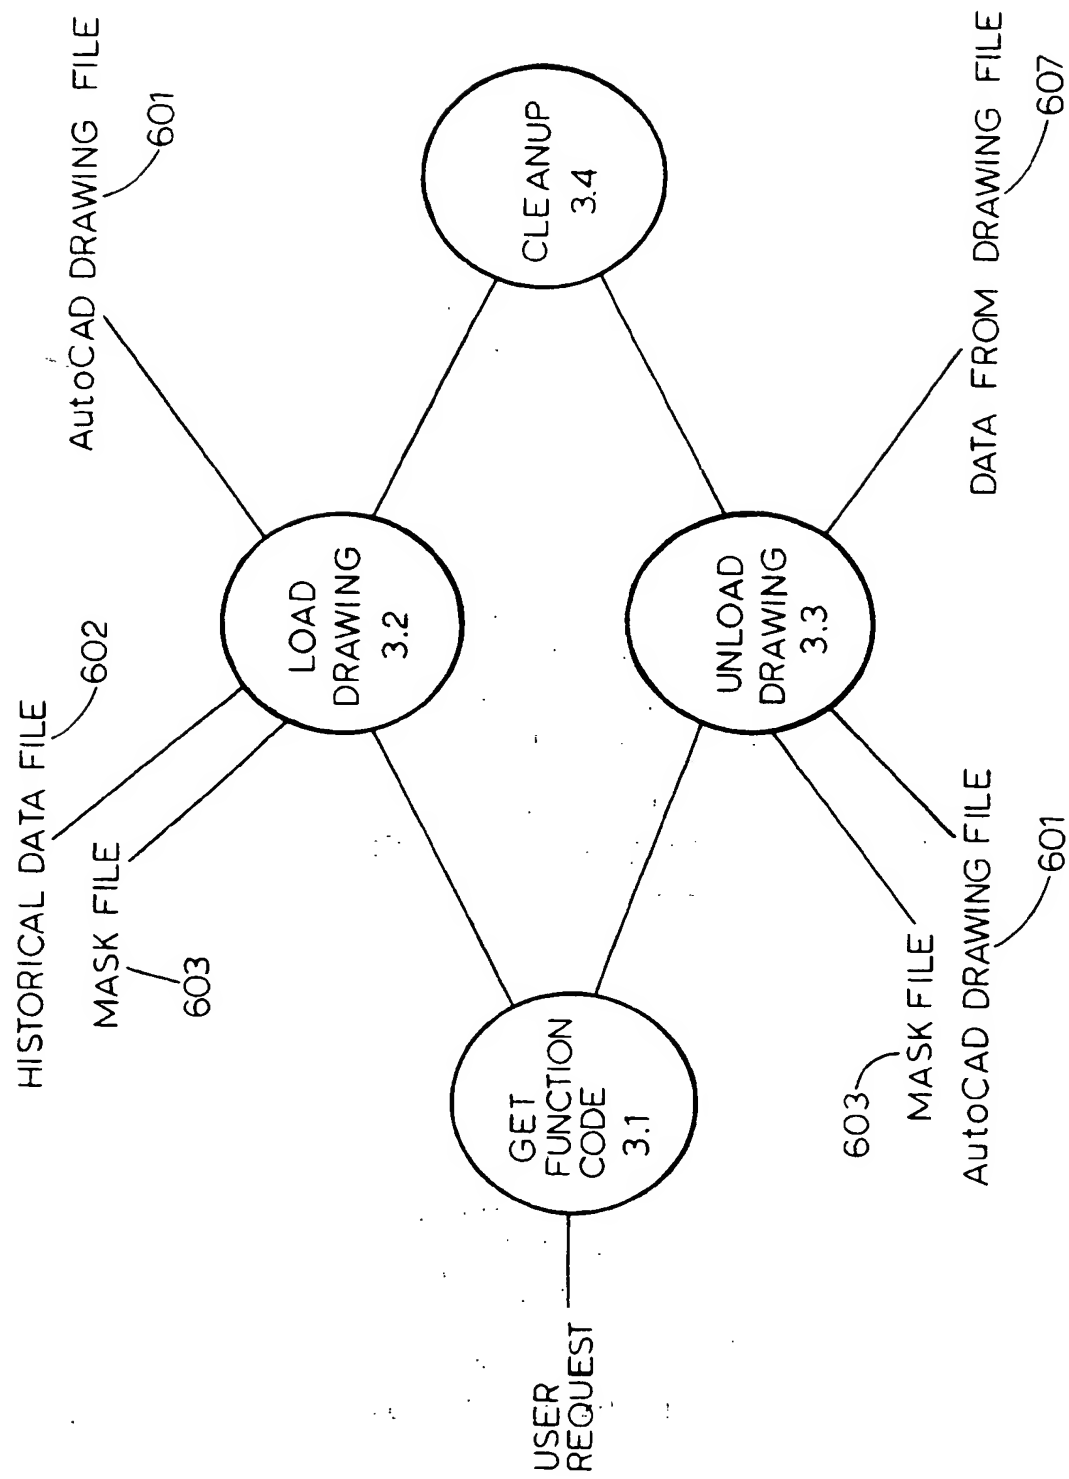 HISTORICAL DATA FILE
602
MASK FILE
603
AutoCAD DRAWING FILE
601
LOAD
DRAWING
3.2
USER
REQUEST
GET
FUNCTION
CODE
3.1
CLEANUP
3.4
UNLOAD
DRAWING
3.3
603
MASK FILE
AutoCAD DRAWING FILE
601
DATA FROM DRAWING FILE
607